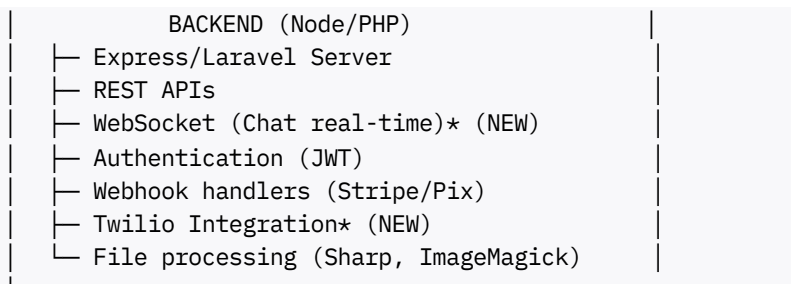 │            BACKEND (Node/PHP)                    │
│  ├─ Express/Laravel Server                       │
│  ├─ REST APIs                                    │
│  ├─ WebSocket (Chat real-time)* (NEW)            │
│  ├─ Authentication (JWT)                         │
│  ├─ Webhook handlers (Stripe/Pix)                │
│  ├─ Twilio Integration* (NEW)                    │
│  └─ File processing (Sharp, ImageMagick)         │